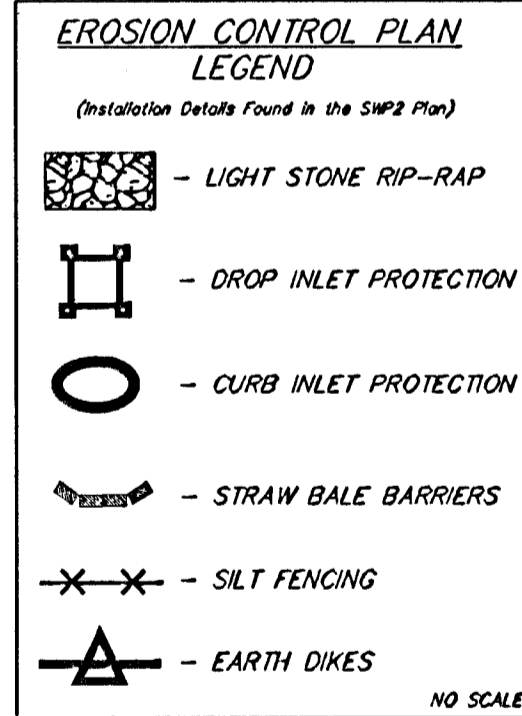 EROSION CONTROL PLAN
LEGEND
(Installation Details Found in the SWP2 Plan)
- LIGHT STONE RIP-RAP
- DROP INLET PROTECTION
- CURB INLET PROTECTION
- STRAW BALE BARRIERS
- SILT FENCING
- EARTH DIKES
NO SCALE